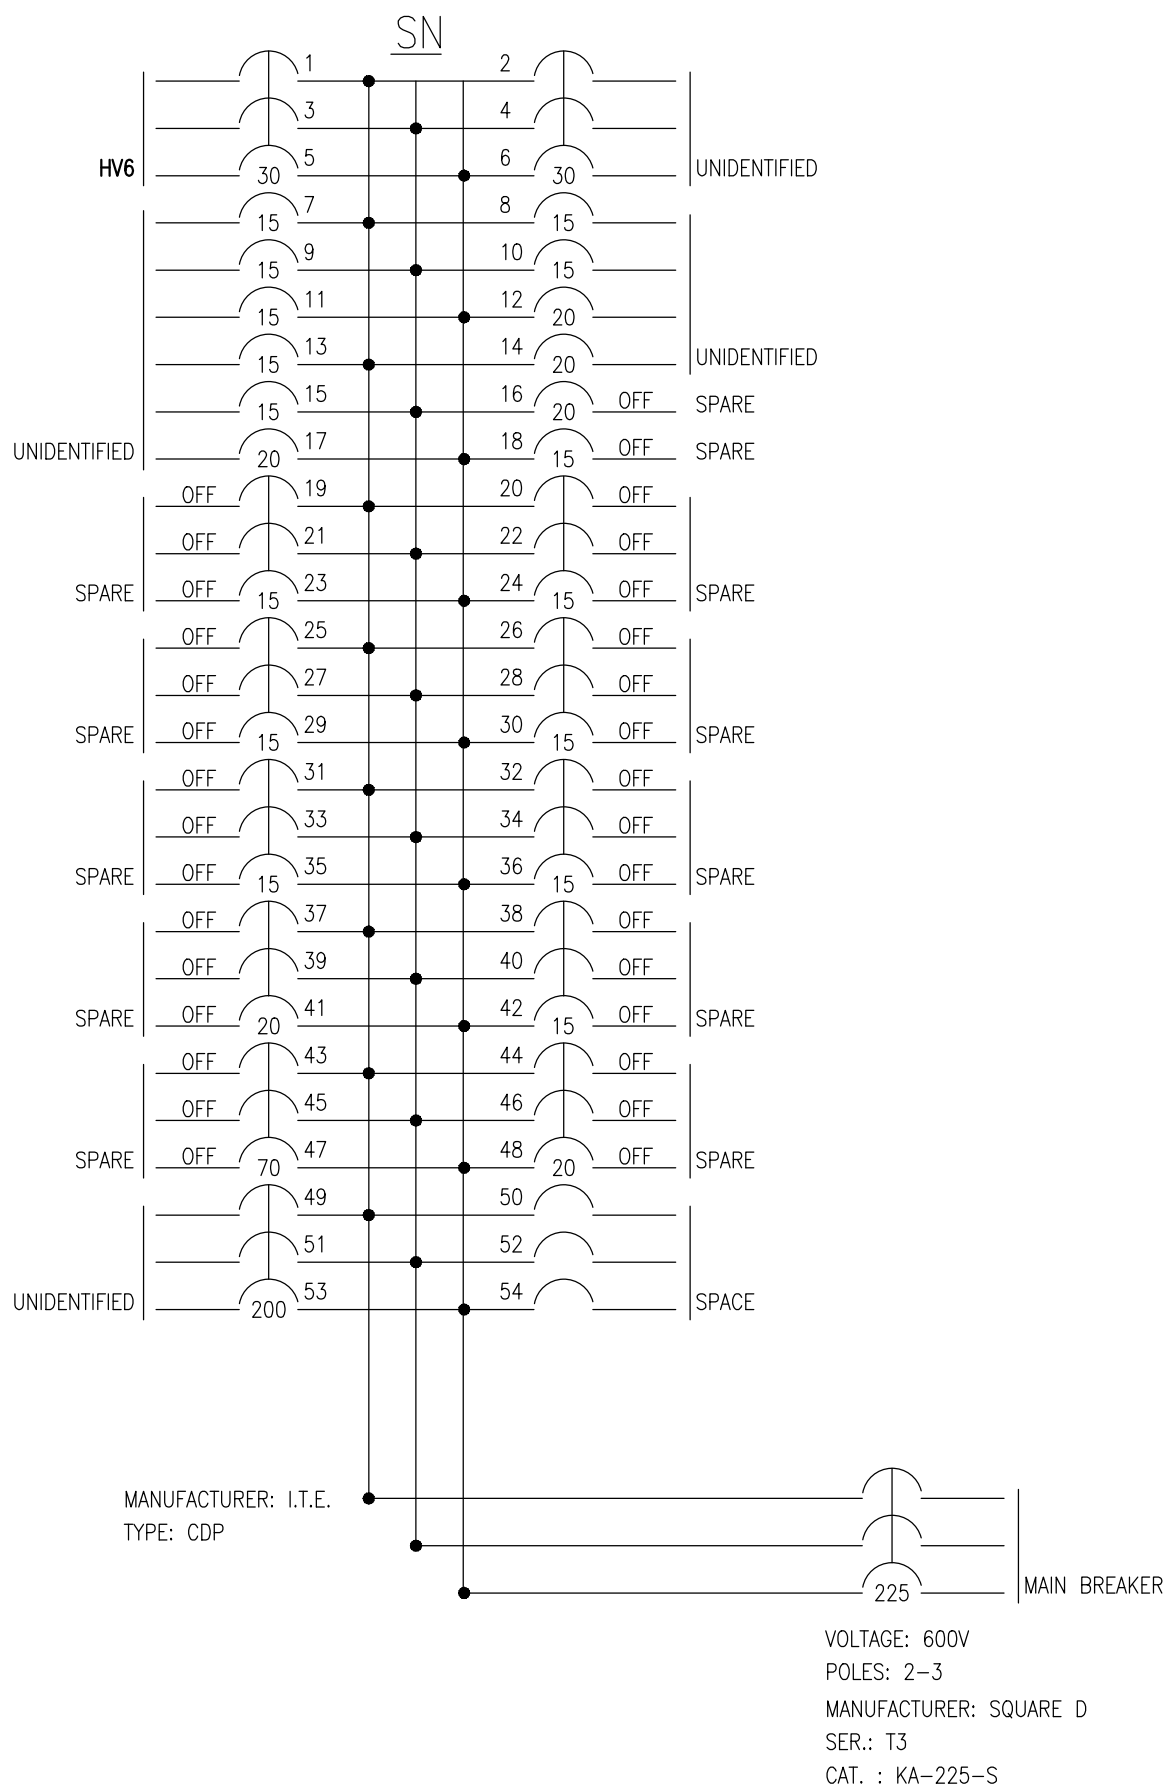 SN
1 2
3 4
HV6 30 5 6 30 UNIDENTIFIED
15 7 8 15
15 9 10 15
15 11 12 20
15 13 14 20 UNIDENTIFIED
15 15 16 20 OFF SPARE
UNIDENTIFIED 20 17 18 15 OFF SPARE
OFF 19 20 OFF
OFF 21 22 OFF
SPARE OFF 15 23 24 15 OFF SPARE
OFF 25 26 OFF
OFF 27 28 OFF
SPARE OFF 15 29 30 15 OFF SPARE
OFF 31 32 OFF
OFF 33 34 OFF
SPARE OFF 15 35 36 15 OFF SPARE
OFF 37 38 OFF
OFF 39 40 OFF
SPARE OFF 20 41 42 15 OFF SPARE
OFF 43 44 OFF
OFF 45 46 OFF
SPARE OFF 70 47 48 20 OFF SPARE
49 50
51 52
UNIDENTIFIED 200 53 54 SPACE
MANUFACTURER: I.T.E.
TYPE: CDP
225 MAIN BREAKER
VOLTAGE: 600V
POLES: 2-3
MANUFACTURER: SQUARE D
SER.: T3
CAT. : KA-225-S